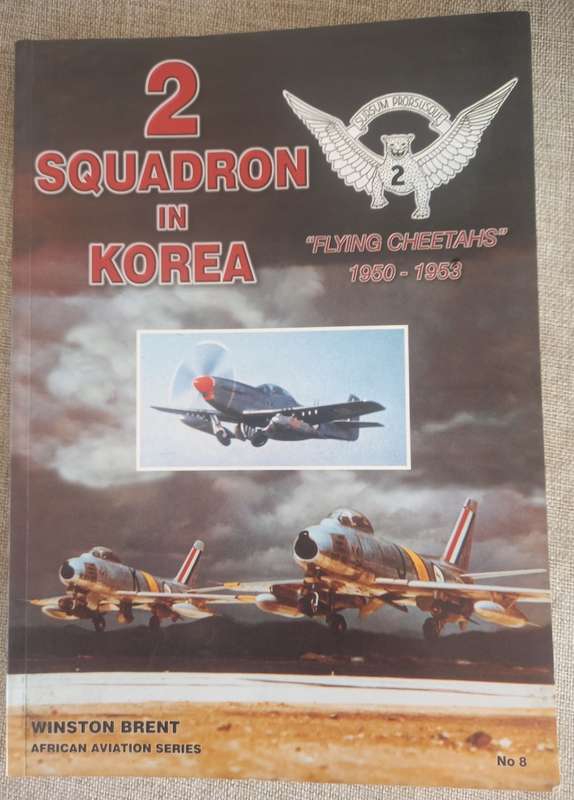 2
SQUADRON
IN
KOREA
SURSUM PRORSUSQUE
2
"FLYING CHEETAHS"
1950 - 1953
WINSTON BRENT
AFRICAN AVIATION SERIES
No 8